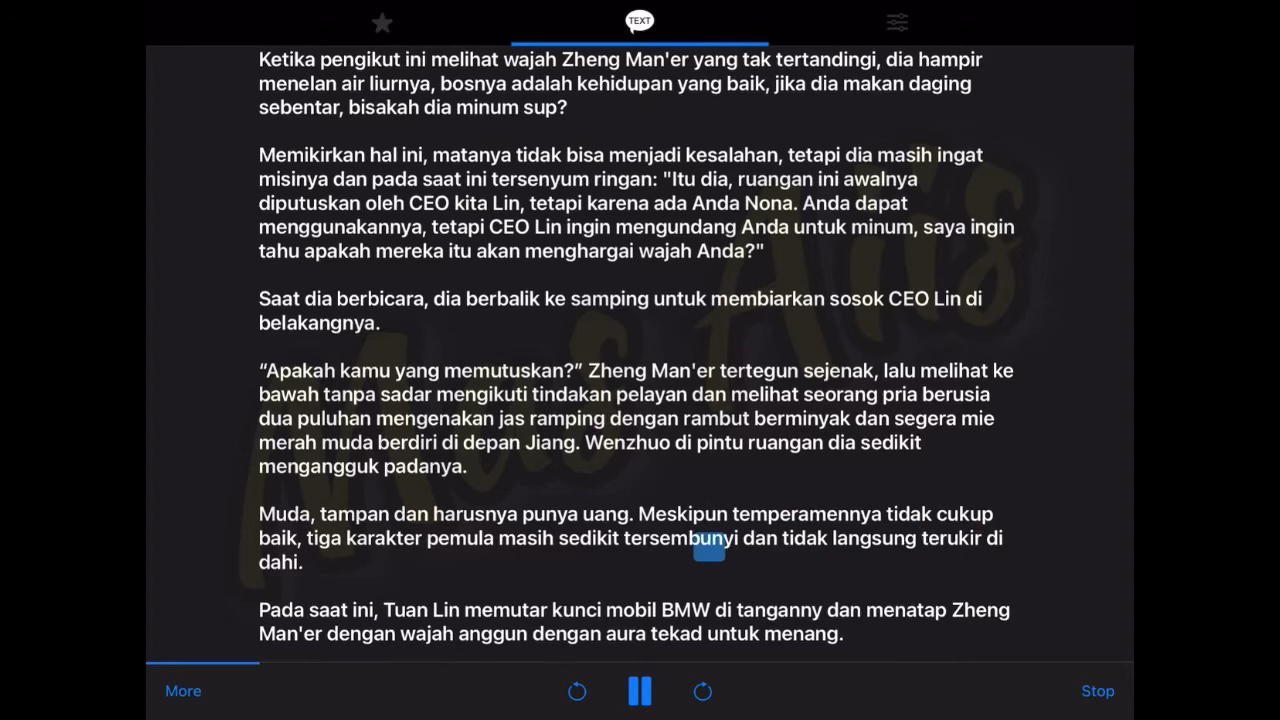 TEXT
Ketika pengikut ini melihat wajah Zheng Man'er yang tak tertandingi, dia hampir
menelan air liurnya, bosnya adalah kehidupan yang baik, jika dia makan daging
sebentar, bisakah dia minum sup?
Memikirkan hal ini, matanya tidak bisa menjadi kesalahan, tetapi dia masih ingat
misinya dan pada saat ini tersenyum ringan: "Itu dia, ruangan ini awalnya
diputuskan oleh CEO kita Lin, tetapi karena ada Anda Nona. Anda dapat
menggunakannya, tetapi CEO Lin ingin mengundang Anda untuk minum, saya ingin
tahu apakah mereka itu akan menghargai wajah Anda?"
Saat dia berbicara, dia berbalik ke samping untuk membiarkan sosok CEO Lin di
belakangnya.
“Apakah kamu yang memutuskan?” Zheng Man'er tertegun sejenak, lalu melihat ke
bawah tanpa sadar mengikuti tindakan pelayan dan melihat seorang pria berusia
dua puluhan mengenakan jas ramping dengan rambut berminyak dan segera mie
merah muda berdiri di depan Jiang. Wenzhuo di pintu ruangan dia sedikit
mengangguk padanya.
Muda, tampan dan harusnya punya uang. Meskipun temperamennya tidak cukup
baik, tiga karakter pemula masih sedikit tersembunyi dan tidak langsung terukir di
dahi.
Pada saat ini, Tuan Lin memutar kunci mobil BMW di tanganny dan menatap Zheng
Man'er dengan wajah anggun dengan aura tekad untuk menang.
Mas Alis
More
Stop